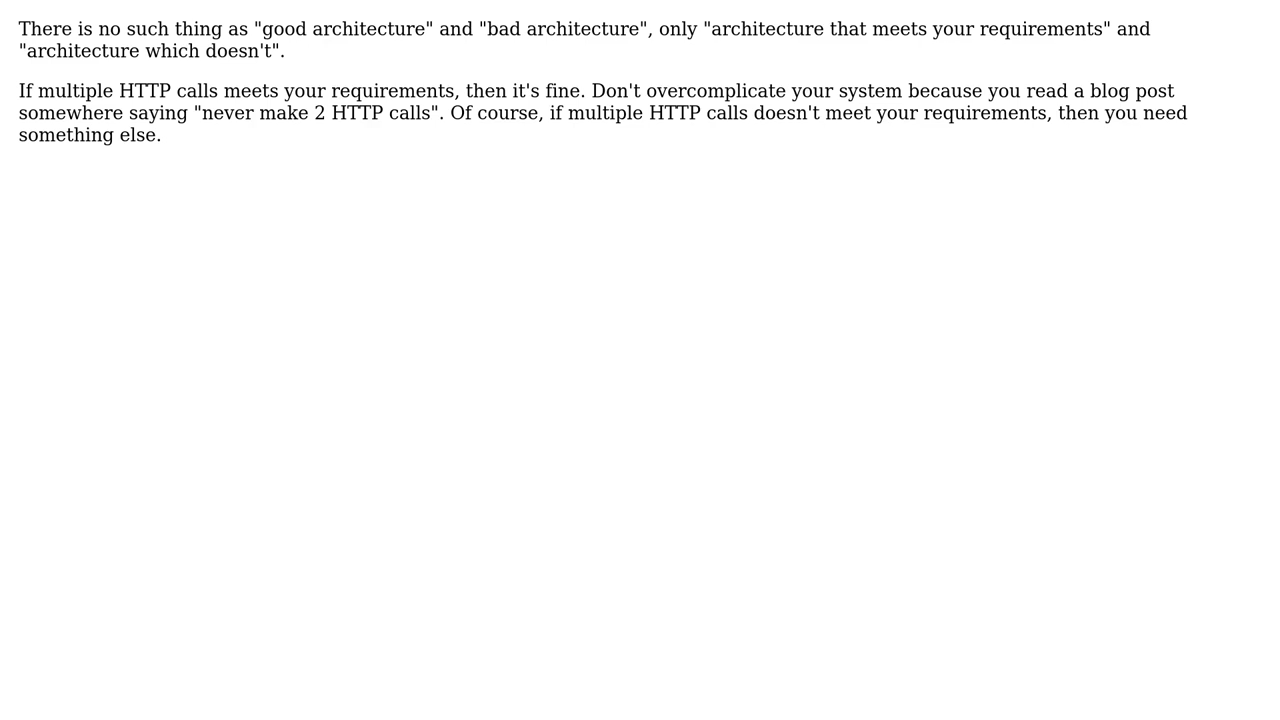 There is no such thing as "good architecture" and "bad architecture", only "architecture that meets your requirements" and
"architecture which doesn't".
If multiple HTTP calls meets your requirements, then it's fine. Don't overcomplicate your system because you read a blog post
somewhere saying "never make 2 HTTP calls". Of course, if multiple HTTP calls doesn't meet your requirements, then you need
something else.